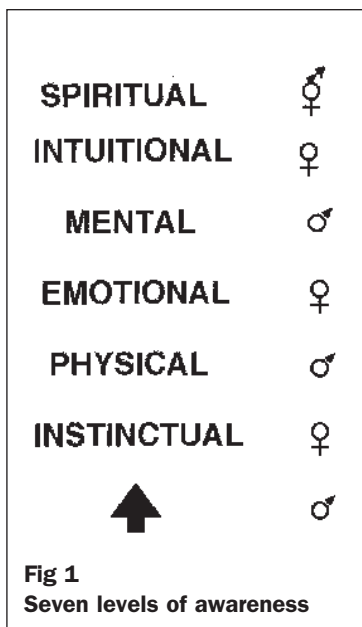 SPIRITUAL ⚥
INTUITIONAL ♀
MENTAL ♂
EMOTIONAL ♀
PHYSICAL ♂
INSTINCTUAL ♀
♂
Fig 1
Seven levels of awareness